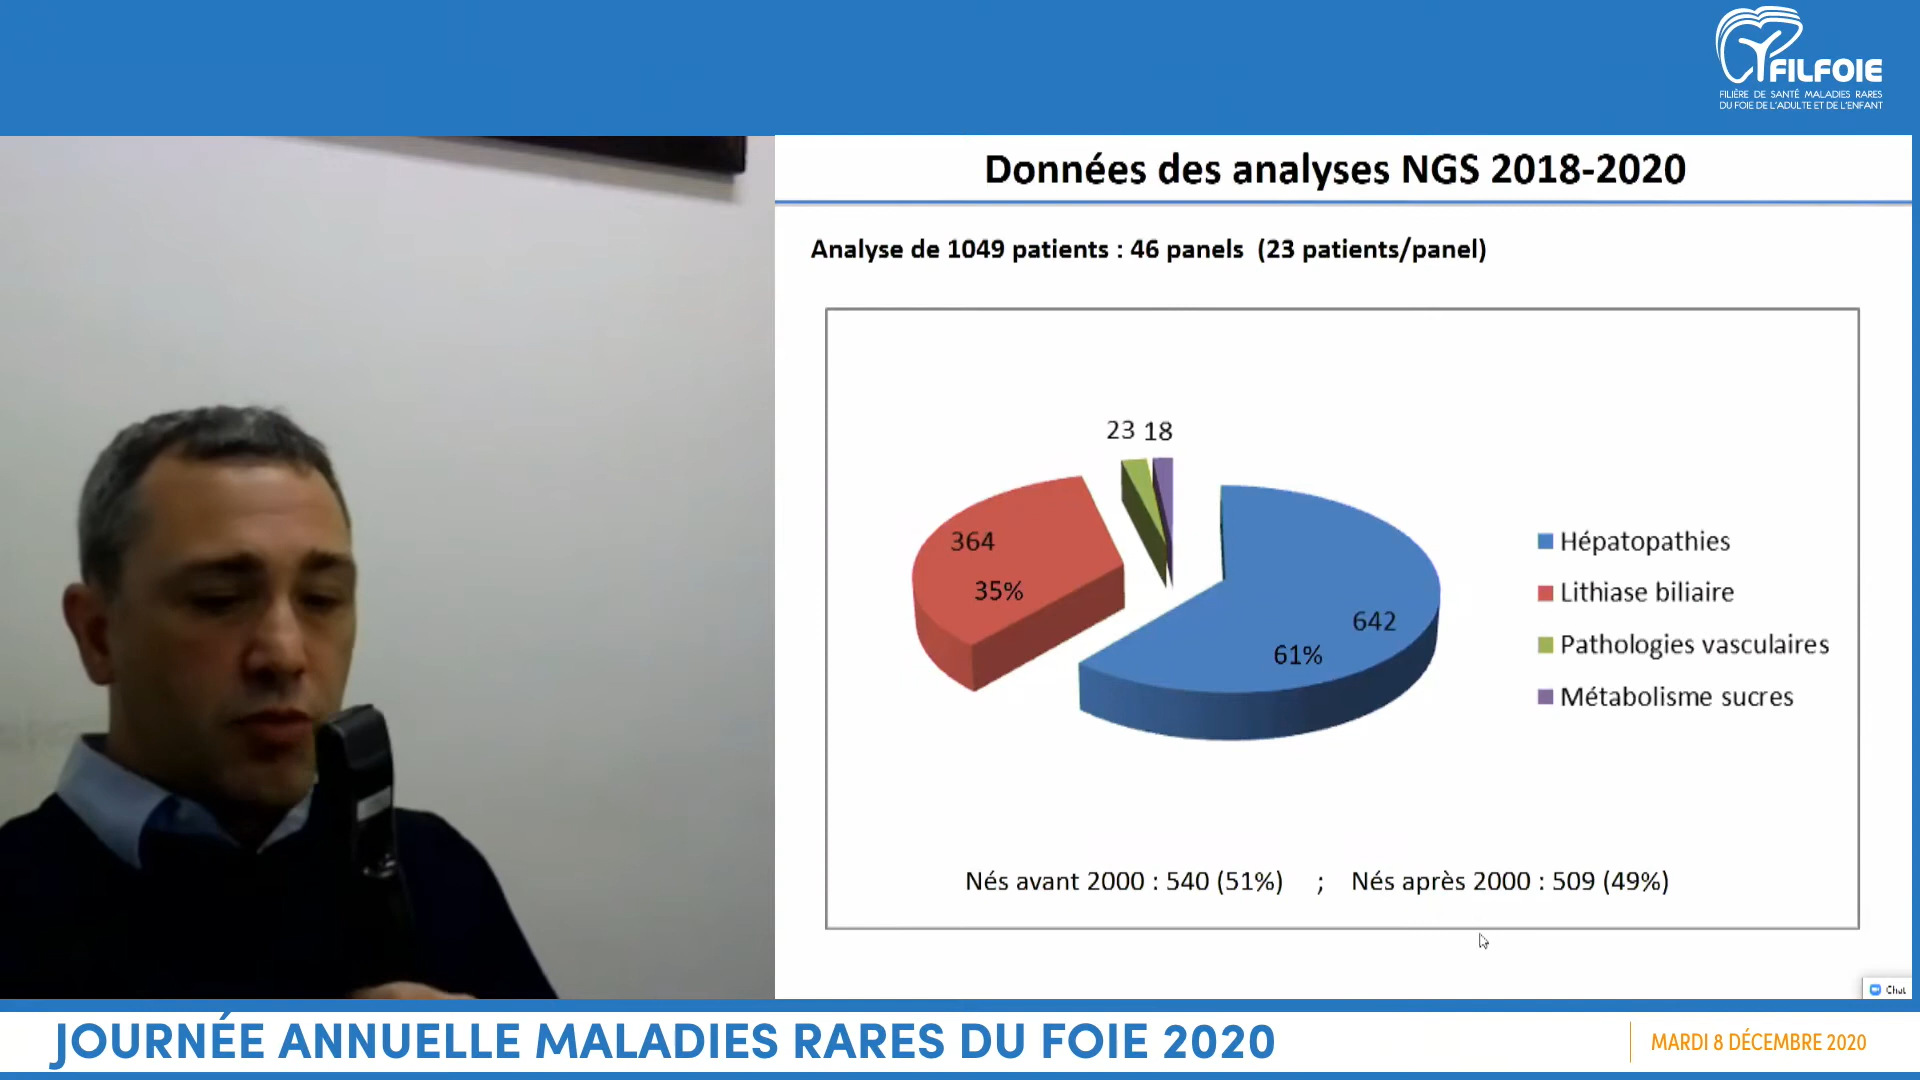 FILFOIE
FILIÈRE DE SANTÉ MALADIES RARES
DU FOIE DE L'ADULTE ET DE L'ENFANT
Données des analyses NGS 2018-2020
Analyse de 1049 patients : 46 panels (23 patients/panel)
23 18
364
35%
642
61%
Hépatopathies
Lithiase biliaire
Pathologies vasculaires
Métabolisme sucres
Nés avant 2000 : 540 (51%) ; Nés après 2000 : 509 (49%)
Chat
JOURNÉE ANNUELLE MALADIES RARES DU FOIE 2020
MARDI 8 DÉCEMBRE 2020